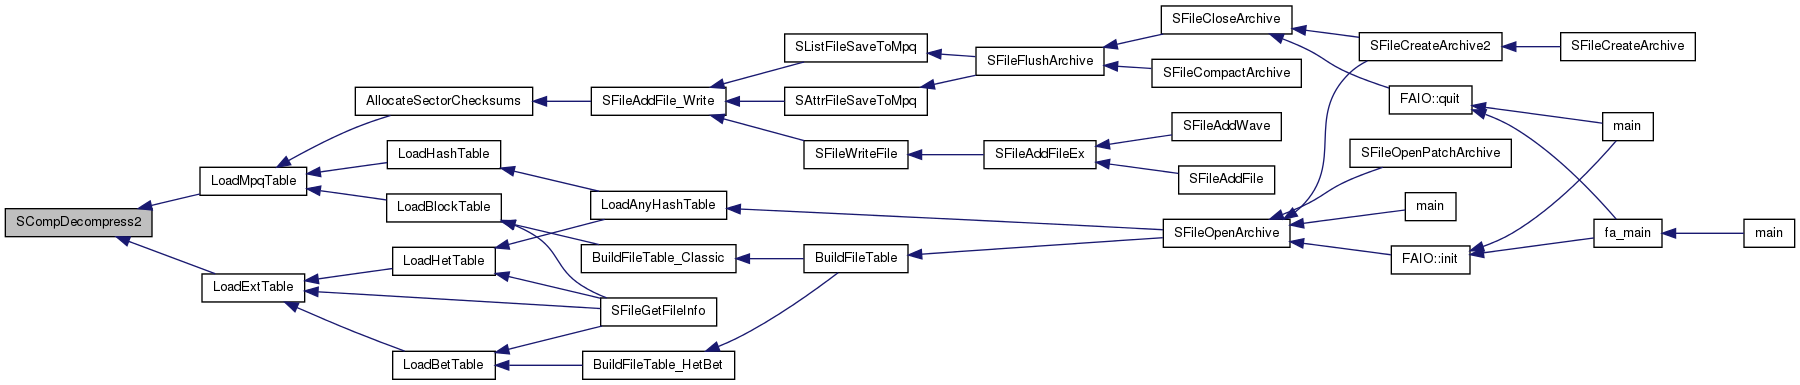 SCompDecompress2
LoadMpqTable
LoadExtTable
AllocateSectorChecksums
LoadHashTable
LoadBlockTable
LoadHetTable
LoadBetTable
SFileAddFile_Write
LoadAnyHashTable
BuildFileTable_Classic
SFileGetFileInfo
BuildFileTable_HetBet
SListFileSaveToMpq
SAttrFileSaveToMpq
SFileWriteFile
BuildFileTable
SFileFlushArchive
SFileAddFileEx
SFileCloseArchive
SFileCompactArchive
SFileAddWave
SFileAddFile
SFileOpenArchive
SFileCreateArchive2
FAIO::quit
SFileOpenPatchArchive
main
FAIO::init
SFileCreateArchive
main
fa_main
main